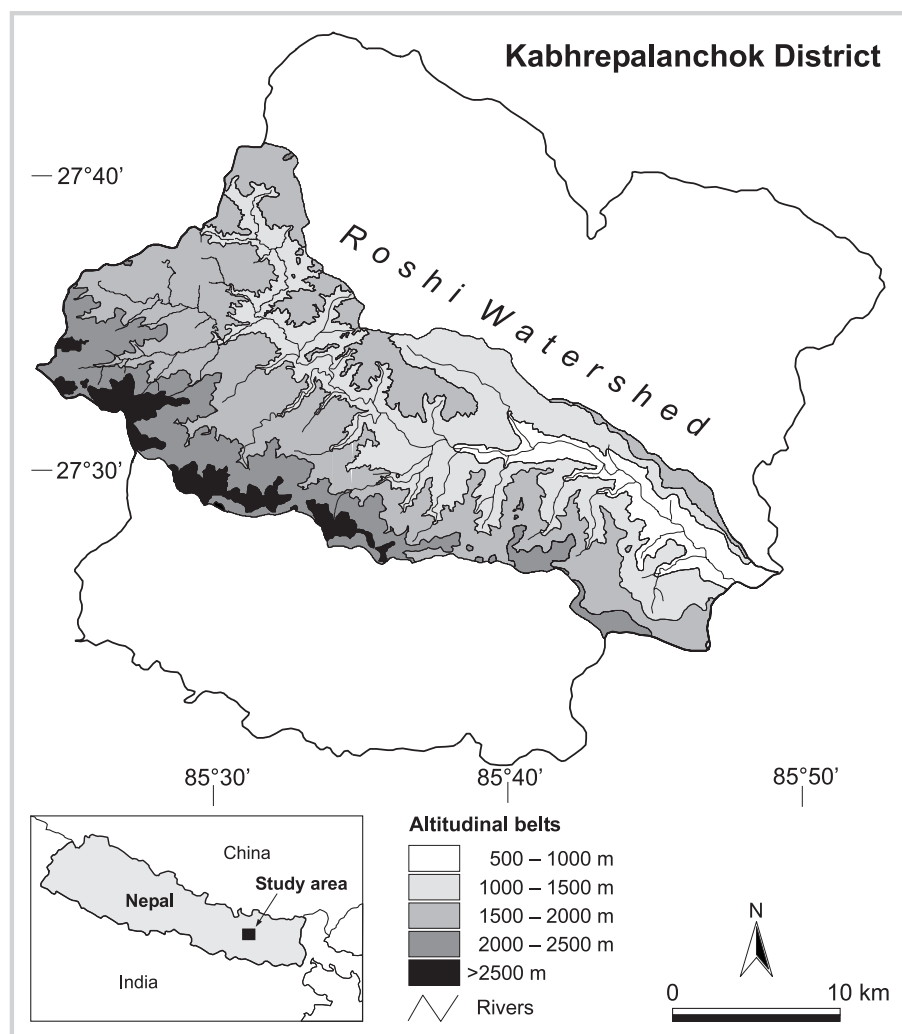 Kabhrepalanchok District
27°40’
Roshi Watershed
27°30’
85°30’
85°40’
85°50’
China
Study area
Nepal
India
Altitudinal belts
500 – 1000 m
1000 – 1500 m
1500 – 2000 m
2000 – 2500 m
>2500 m
Rivers
N
0 10 km